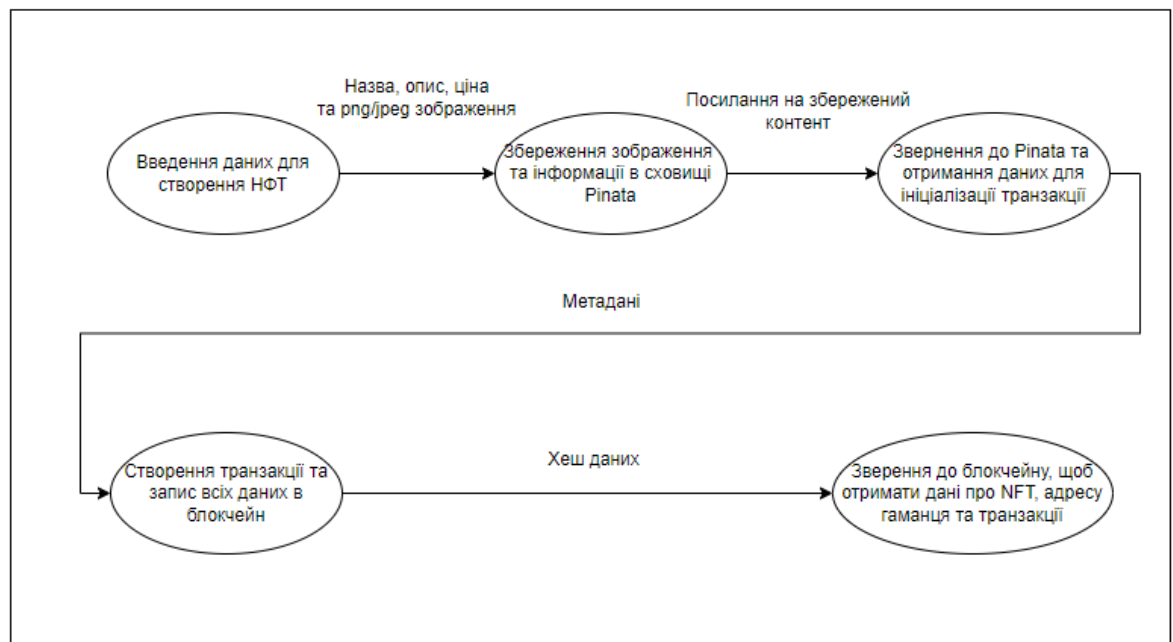 Назва, опис, ціна
та png/jpeg зображення
Посилання на збережений
контент
Введення даних для
створення НФТ
Збереження зображення
та інформації в сховищі
Pinata
Звернення до Pinata та
отримання даних для
ініціалізації транзакції
Метадані
Створення транзакції та
запис всіх даних в
блокчейн
Хеш даних
Зверення до блокчейну, щоб
отримати дані про NFT, адресу
гаманця та транзакції